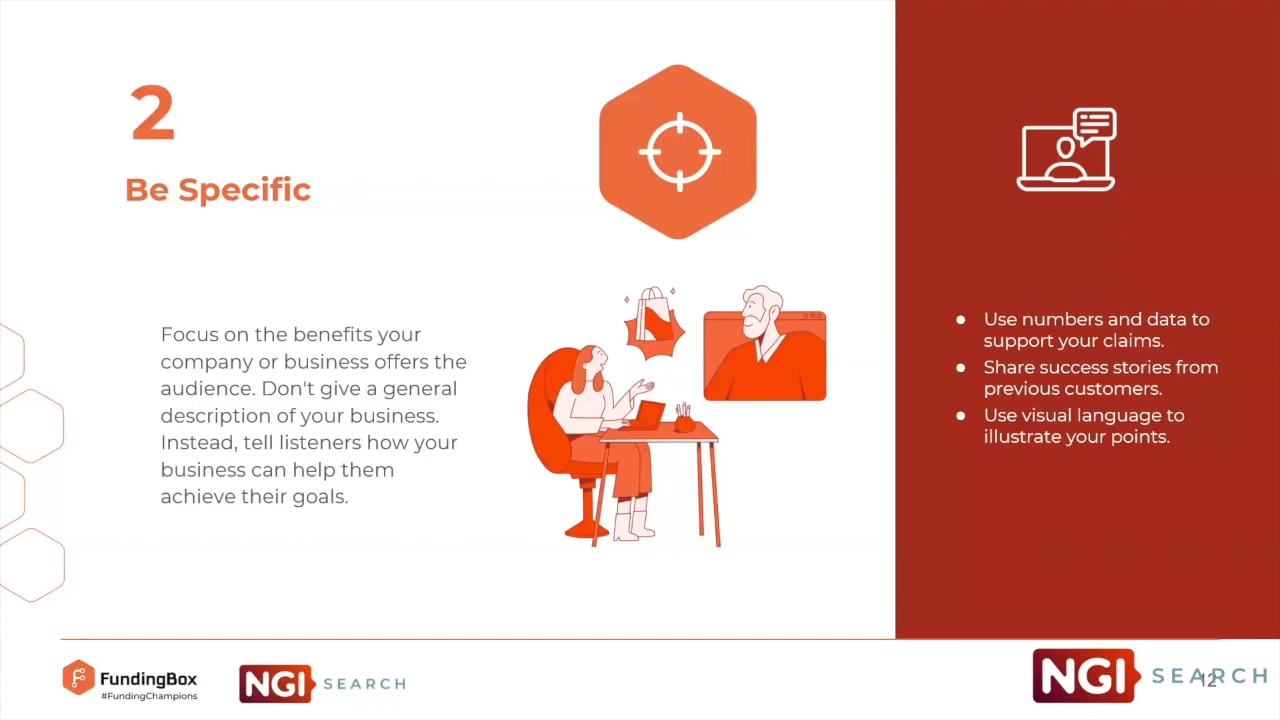 2
Be Specific
Focus on the benefits your
company or business offers the
audience. Don't give a general
description of your business.
Instead, tell listeners how your
business can help them
achieve their goals.
● Use numbers and data to
support your claims.
● Share success stories from
previous customers.
● Use visual language to
illustrate your points.
FundingBox
#FundingChampions
NGI SEARCH
NGI SEARCH
12